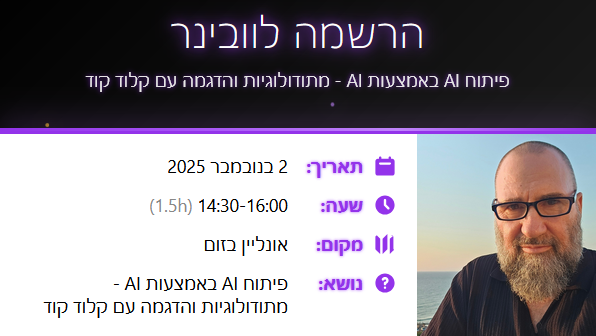 הרשמה לוובינר
פיתוח AI באמצעות AI - מתודולוגיות והדגמה עם קלוד קוד
תאריך: 2 בנובמבר 2025
שעה: 14:30-16:00 (1.5h)
מקום: אונליין בזום
נושא: פיתוח AI באמצעות AI -
מתודולוגיות והדגמה עם קלוד קוד